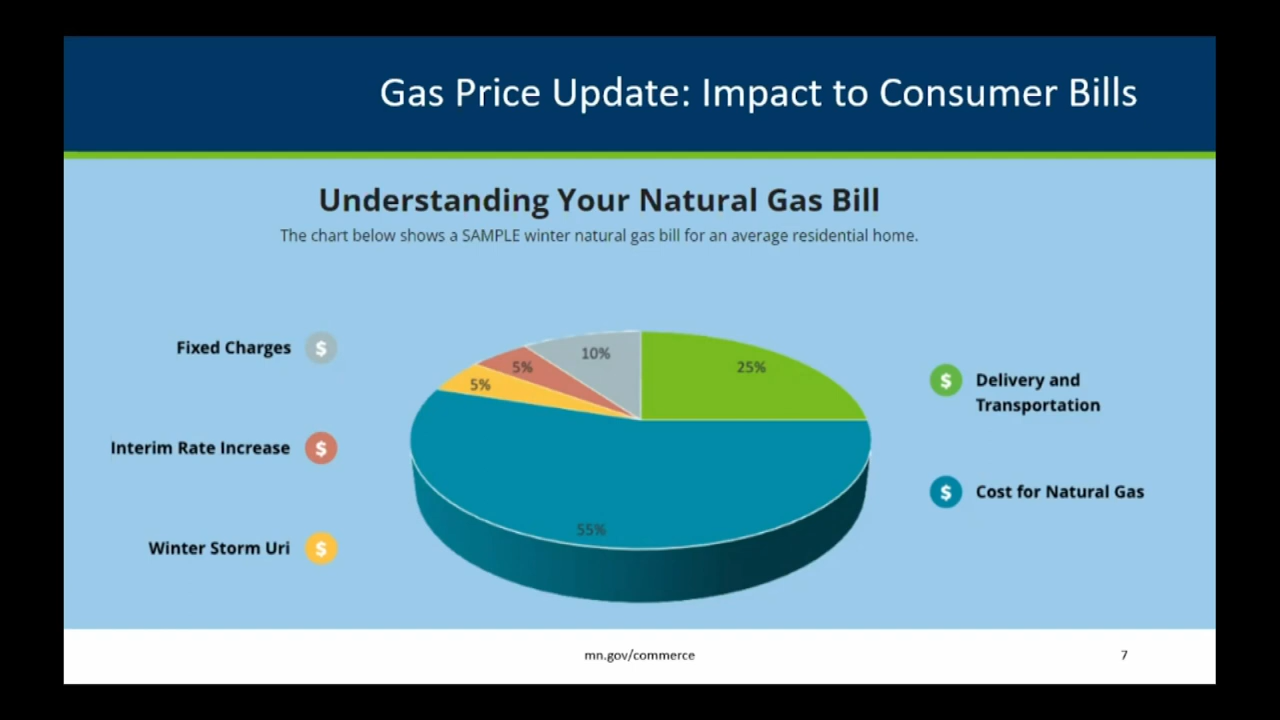 Gas Price Update: Impact to Consumer Bills
Understanding Your Natural Gas Bill
The chart below shows a SAMPLE winter natural gas bill for an average residential home.
Fixed Charges $
Interim Rate Increase $
Winter Storm Uri $
10%
5%
5%
25%
55%
$ Delivery and
Transportation
$ Cost for Natural Gas
mn.gov/commerce
7